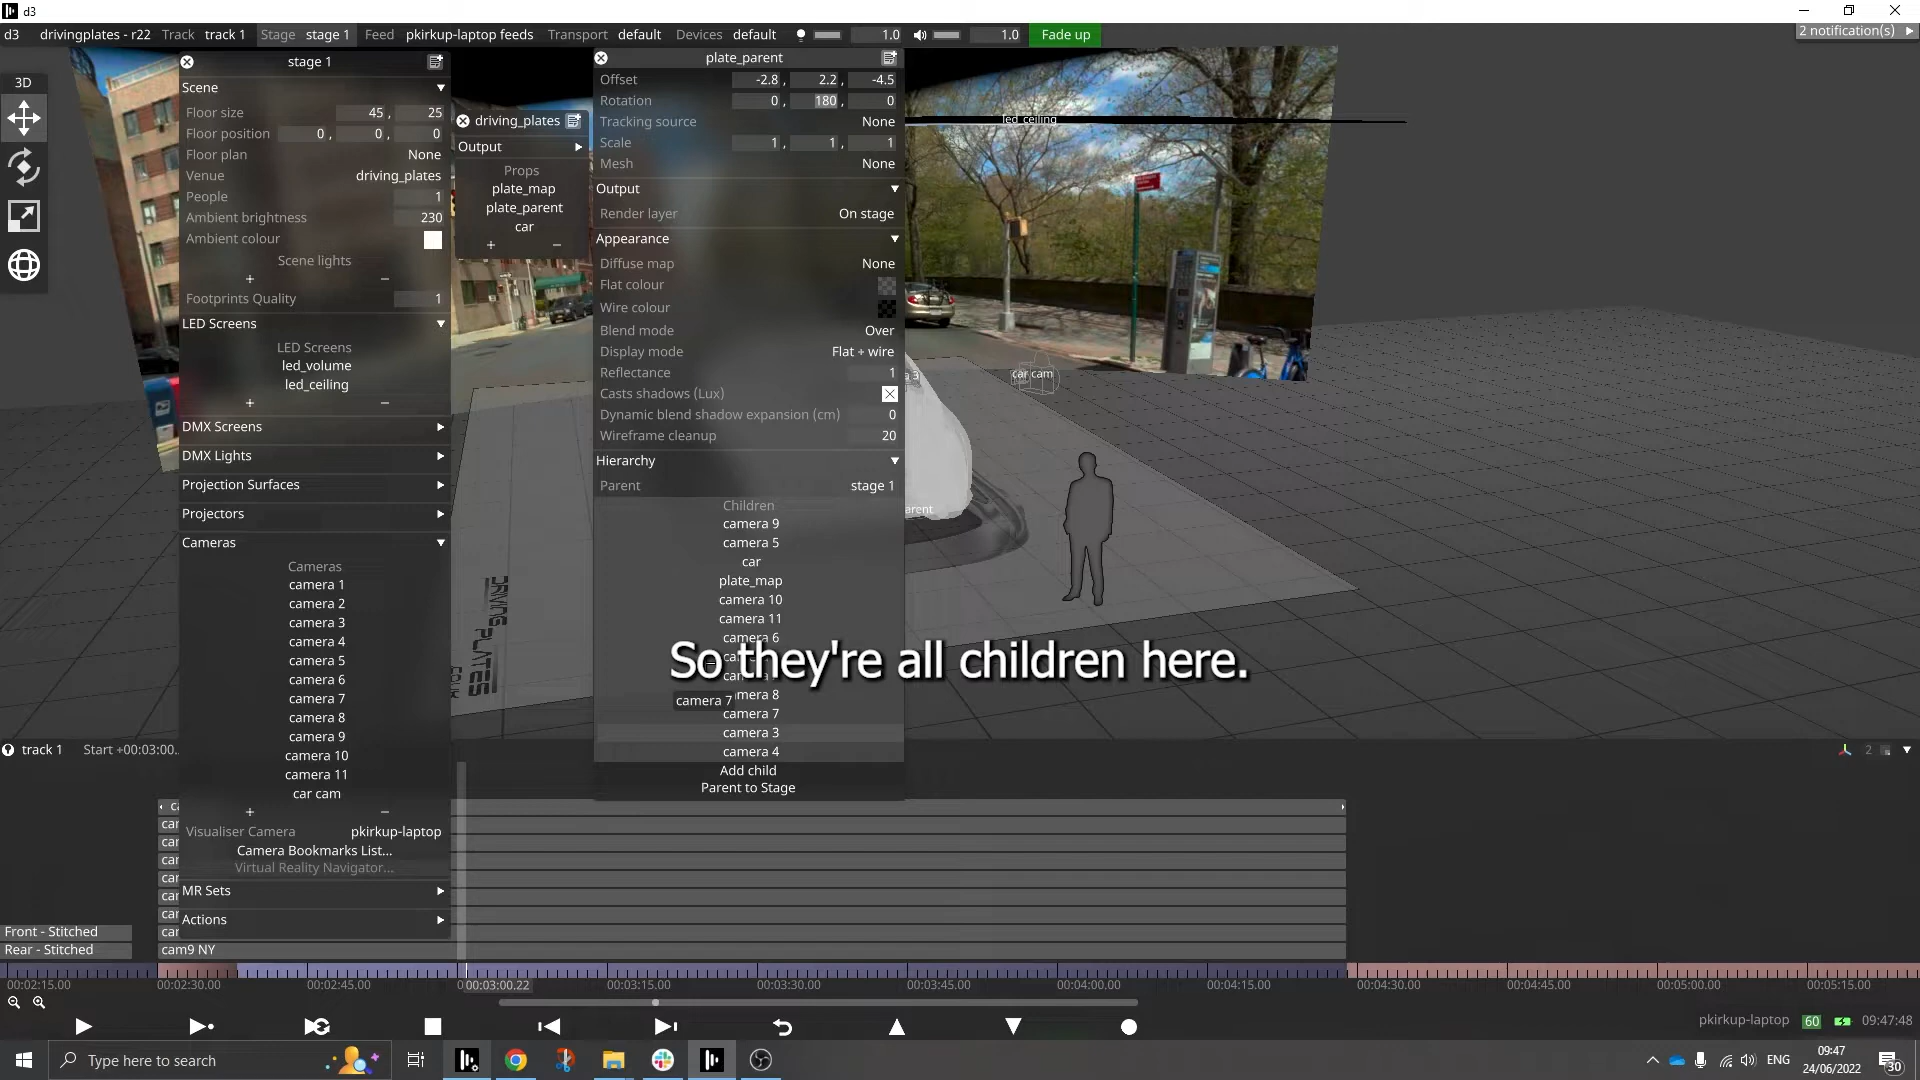 d3
d3 drivingplates - r22 Track track 1 Stage stage 1 Feed pkirkup-laptop feeds Transport default Devices default 1.0 1.0 Fade up 2 notification(s)
3D
stage 1
Scene
Floor size 45 , 25
Floor position 0 , 0 , 0
Floor plan None
Venue driving_plates
People 1
Ambient brightness 230
Ambient colour
Scene lights
+ −
Footprints Quality 1
LED Screens
LED Screens
led_volume
led_ceiling
+ −
DMX Screens
DMX Lights
Projection Surfaces
Projectors
Cameras
Cameras
camera 1
camera 2
camera 3
camera 4
camera 5
camera 6
camera 7
camera 8
camera 9
camera 10
camera 11
car cam
+ −
Visualiser Camera pkirkup-laptop
Camera Bookmarks List...
Virtual Reality Navigator...
MR Sets
Actions
driving_plates
Output
Props
plate_map
plate_parent
car
+ −
plate_parent
Offset -2.8 , 2.2 , -4.5
Rotation 0 , 180 , 0
Tracking source None
Scale 1 , 1 , 1
Mesh None
Output
Render layer On stage
Appearance
Diffuse map None
Flat colour
Wire colour
Blend mode Over
Display mode Flat + wire
Reflectance 1
Casts shadows (Lux)
Dynamic blend shadow expansion (cm) 0
Wireframe cleanup 20
Hierarchy
Parent stage 1
Children
camera 9
camera 5
car
plate_map
camera 10
camera 11
camera 6
camera 7
camera 3
camera 4
Add child
Parent to Stage
camera 7
led_ceiling
car cam
DRIVING PLATES
So they're all children here.
track 1 Start +00:03:00..
2
Front - Stitched
Rear - Stitched
cam9 NY
00:02:15.00 00:02:30.00 00:02:45.00 00:03:00.22 00:03:15.00 00:03:30.00 00:03:45.00 00:04:00.00 00:04:15.00 00:04:30.00 00:04:45.00 00:05:00.00 00:05:15.00
pkirkup-laptop 60 09:47:48
Type here to search
ENG
09:47
24/06/2022
30